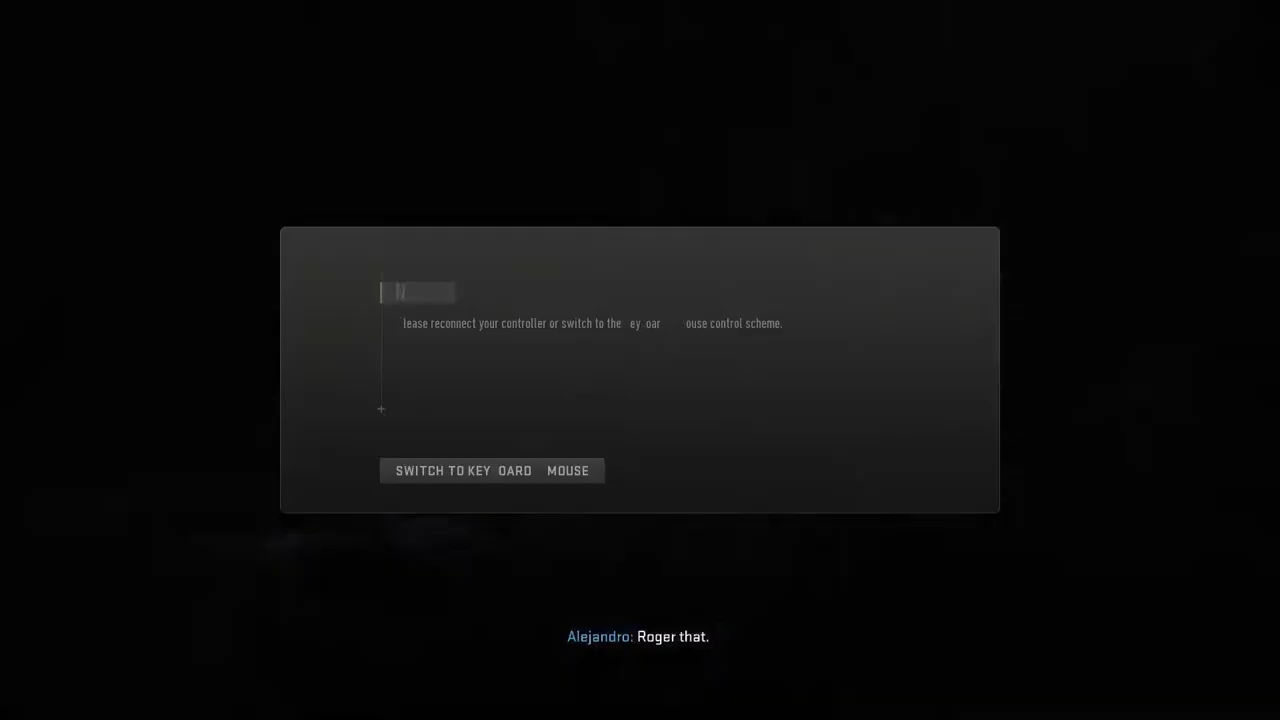 lease reconnect your controller or switch to the ey oar ouse control scheme.
SWITCH TO KEY OARD MOUSE
Alejandro: Roger that.